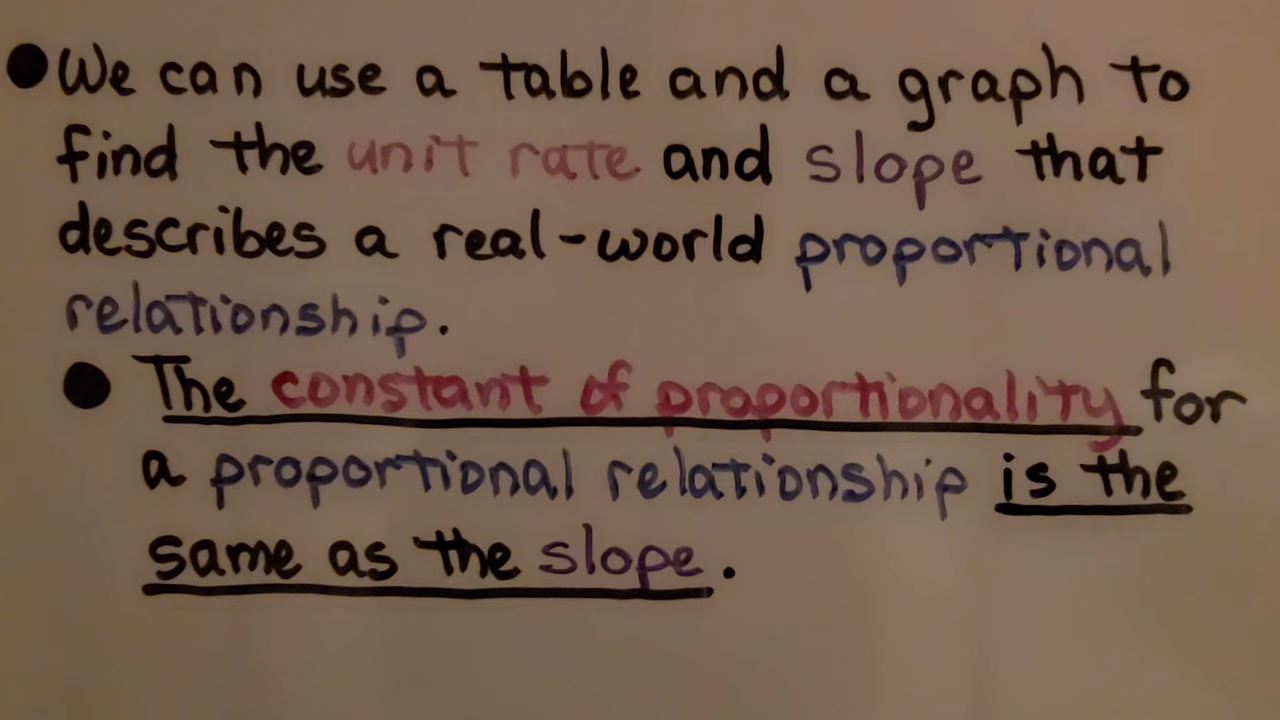 ●We can use a table and a graph to
find the unit rate and slope that
describes a real-world proportional
relationship.
● The constant of proportionality for
a proportional relationship is the
same as the slope.